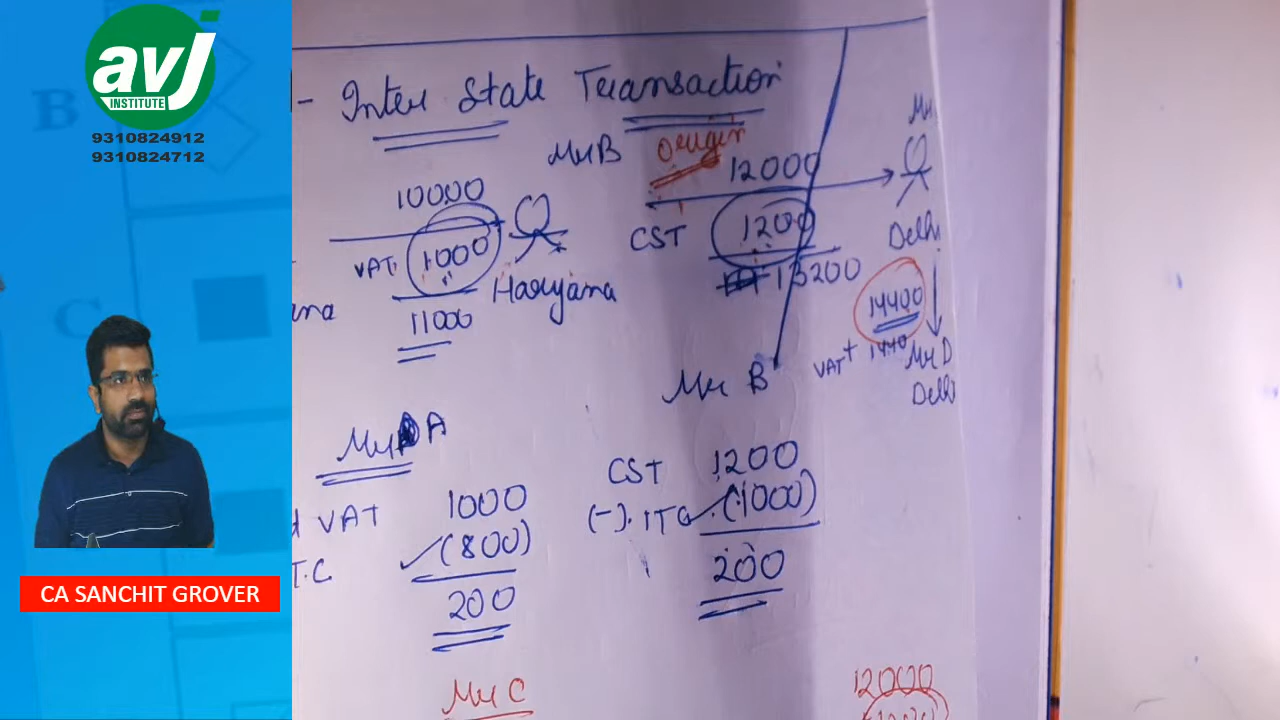 avj
INSTITUTE
9310824912
9310824712
CA SANCHIT GROVER
- Inter State Transaction
Mr B origin
10000
12000
VAT 1000
Haryana
CST 1200
Delhi
11000
13200
14400
VAT + 1440
Mr D
Delhi
Mr B
Mr A
VAT 1000
(800)
T.C
200
CST 1200
(-). ITC (1000)
200
Mr C
12000